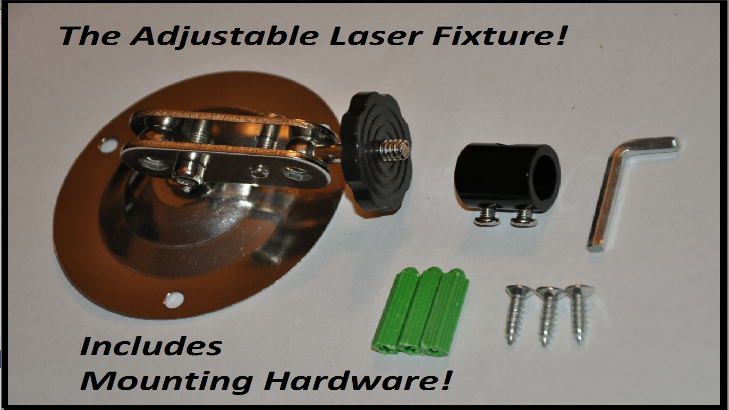 The Adjustable Laser Fixture!
Includes
Mounting Hardware!